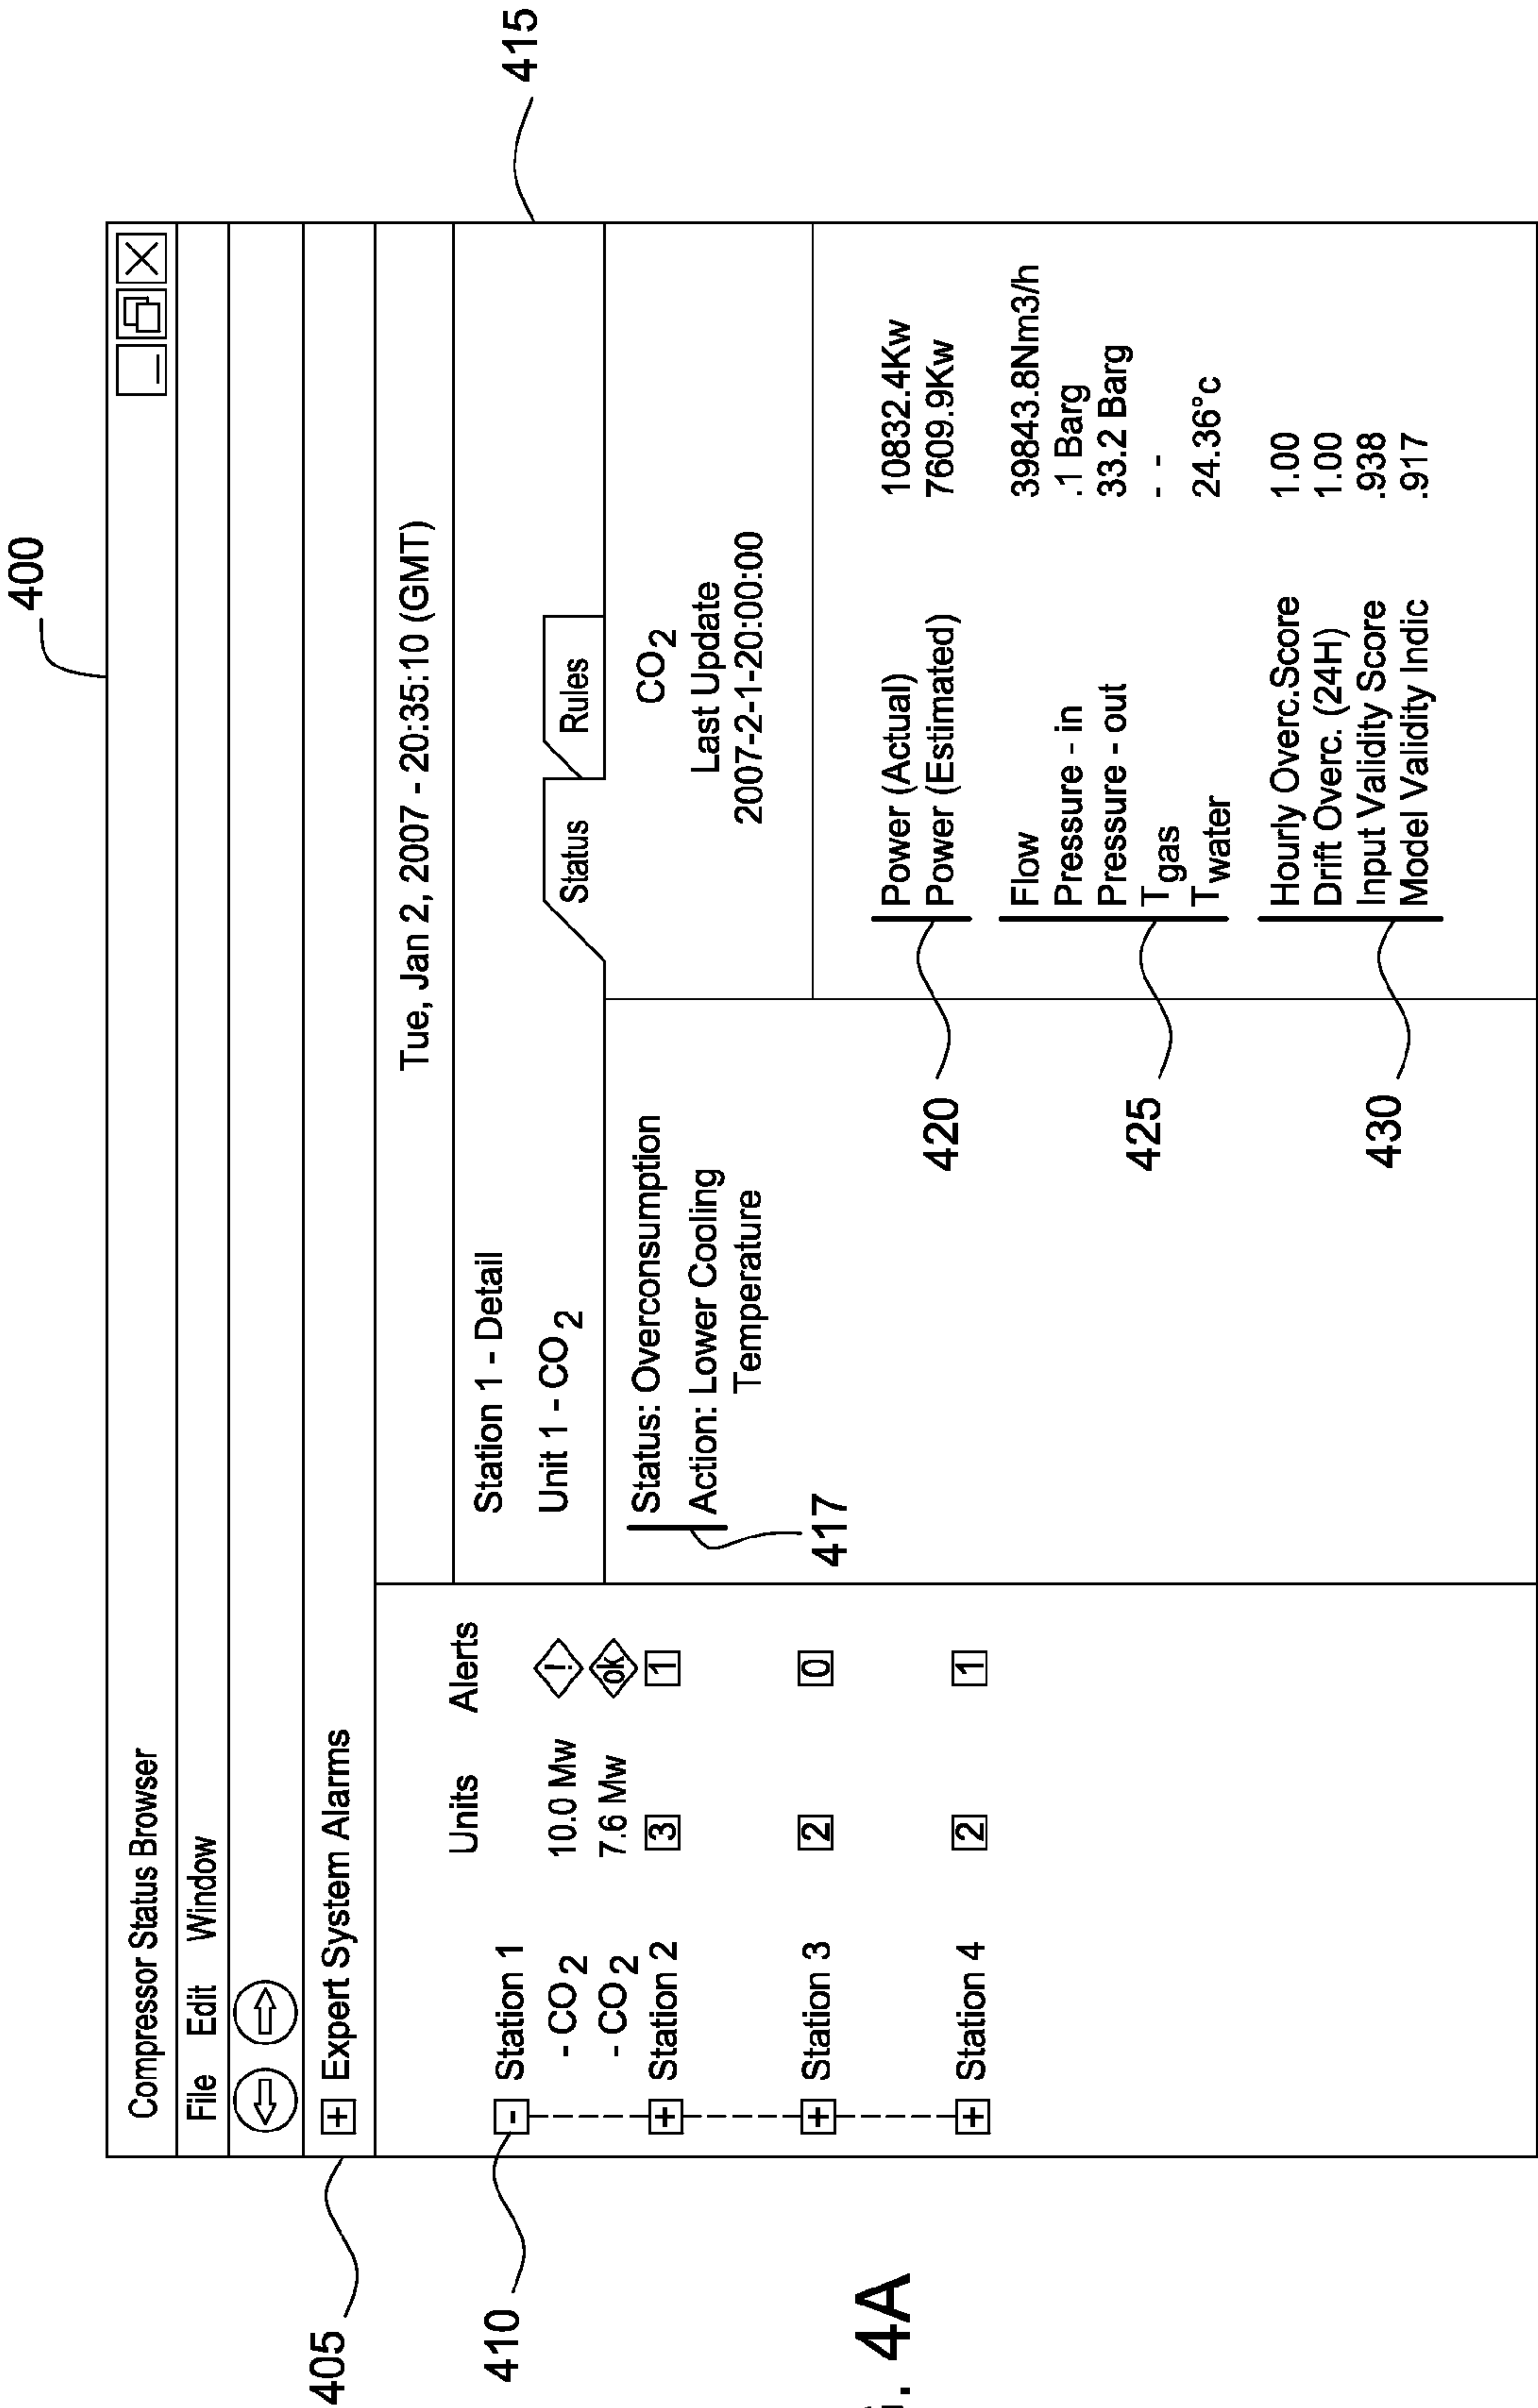 400
Compressor Status Browser
File Edit Window
405
+ Expert System Alarms
Tue, Jan 2, 2007 - 20:35:10 (GMT)
Units Alerts
410
- Station 1
- CO2 10.0 Mw !
- CO2 7.6 Mw ok
+ Station 2 3 1
+ Station 3 2 0
+ Station 4 2 1
415
Station 1 - Detail
Unit 1 - CO2
Status Rules
Status: Overconsumption
Action: Lower Cooling
Temperature
417
CO2
Last Update
2007-2-1-20:00:00
420
Power (Actual) 10832.4Kw
Power (Estimated) 7609.9Kw
425
Flow 39843.8Nm3/h
Pressure - in .1 Barg
Pressure - out 33.2 Barg
Tgas - -
Twater 24.36°c
430
Hourly Overc.Score 1.00
Drift Overc. (24H) 1.00
Input Validity Score .938
Model Validity Indic .917
4A